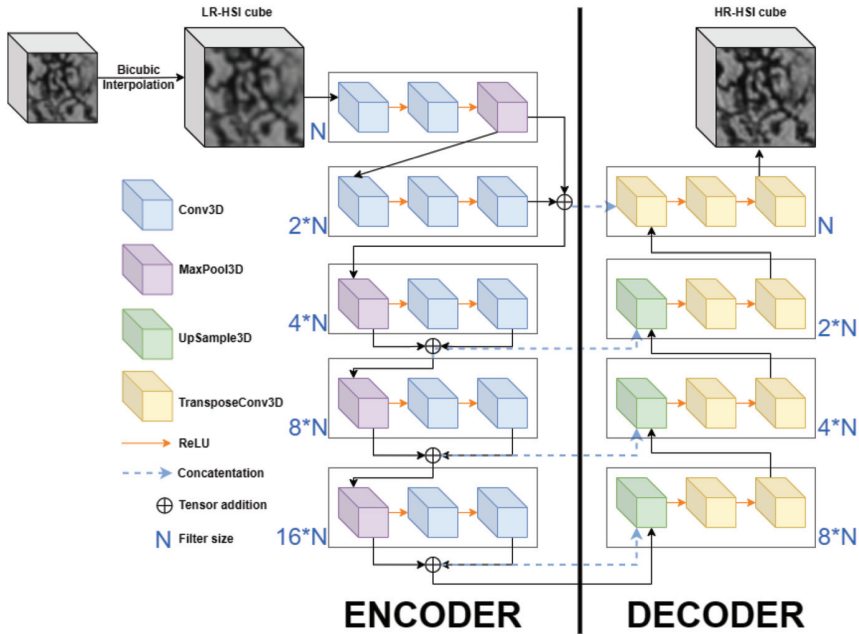 LR-HSI cube
HR-HSI cube
Bicubic
Interpolation
N
2*N
N
Conv3D
MaxPool3D
4*N
2*N
UpSample3D
TransposeConv3D
8*N
4*N
ReLU
Concatentation
Tensor addition
N Filter size
16*N
8*N
ENCODER
DECODER